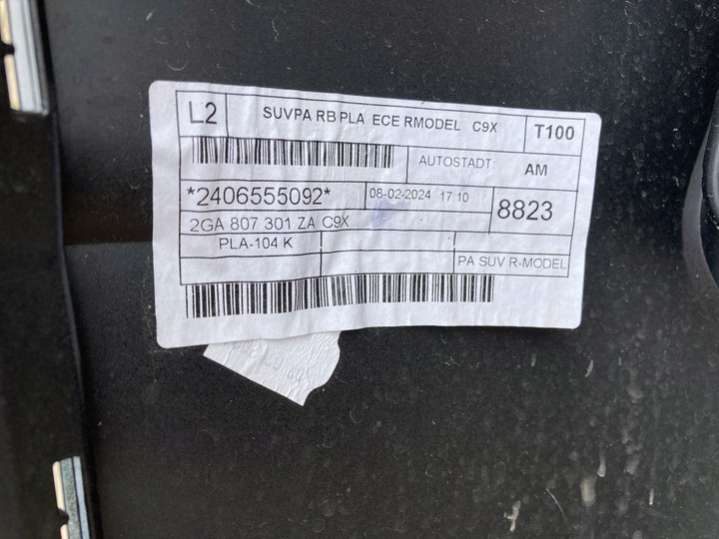 L2 SUVPA RB PLA ECE RMODEL C9X T100
AUTOSTADT: AM
*2406555092* 08-02-2024 17:10 8823
2GA 807 301 ZA C9X
PLA-104 K
PA SUV R-MODEL